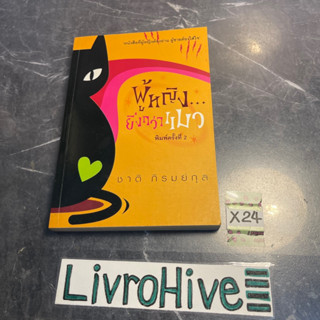 ผู้หญิง...
ยิ่งกว่าแมว
พิมพ์ครั้งที่ 2
ชาติ ภิรมย์กุล
X24
LivroHive